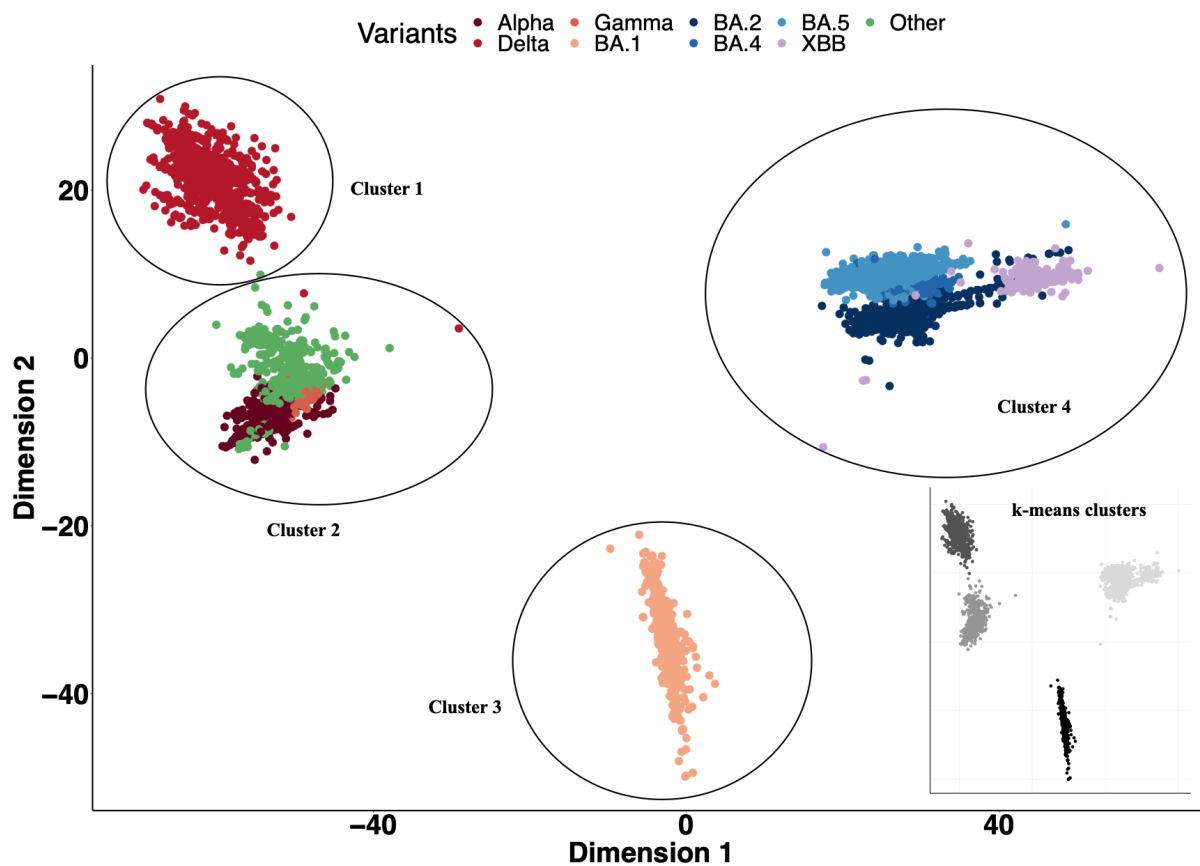 Variants Alpha Gamma BA.2 BA.5 Other
Delta BA.1 BA.4 XBB
Cluster 1
20
0
−20
−40
Dimension 2
Cluster 4
Cluster 2
k-means clusters
Cluster 3
−40 0 40
Dimension 1